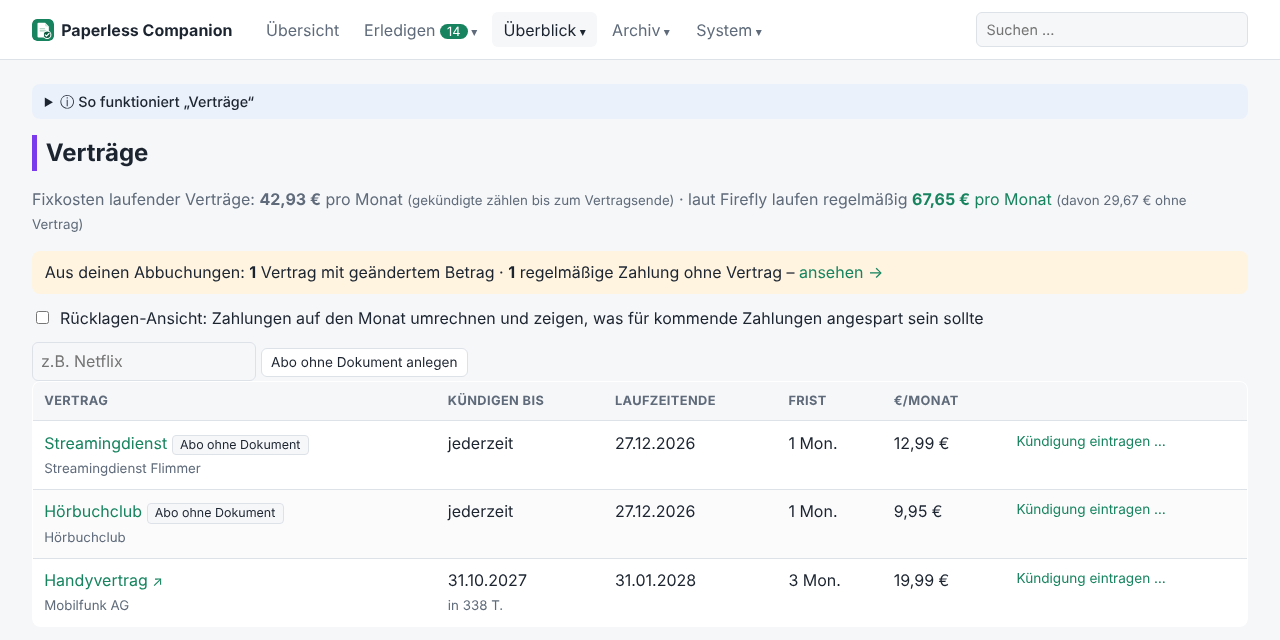 Paperless Companion Übersicht Erledigen 14 ▾ Überblick ▾ Archiv ▾ System ▾ Suchen ...
▶ ⓘ So funktioniert „Verträge“
Verträge
Fixkosten laufender Verträge: 42,93 € pro Monat (gekündigte zählen bis zum Vertragsende) · laut Firefly laufen regelmäßig 67,65 € pro Monat (davon 29,67 € ohne
Vertrag)
Aus deinen Abbuchungen: 1 Vertrag mit geändertem Betrag · 1 regelmäßige Zahlung ohne Vertrag – ansehen →
Rücklagen-Ansicht: Zahlungen auf den Monat umrechnen und zeigen, was für kommende Zahlungen angespart sein sollte
z.B. Netflix Abo ohne Dokument anlegen
VERTRAG KÜNDIGEN BIS LAUFZEITENDE FRIST €/MONAT
Streamingdienst Abo ohne Dokument jederzeit 27.12.2026 1 Mon. 12,99 € Kündigung eintragen ...
Streamingdienst Flimmer
Hörbuchclub Abo ohne Dokument jederzeit 27.12.2026 1 Mon. 9,95 € Kündigung eintragen ...
Hörbuchclub
Handyvertrag ↗ 31.10.2027 31.01.2028 3 Mon. 19,99 € Kündigung eintragen ...
Mobilfunk AG in 338 T.